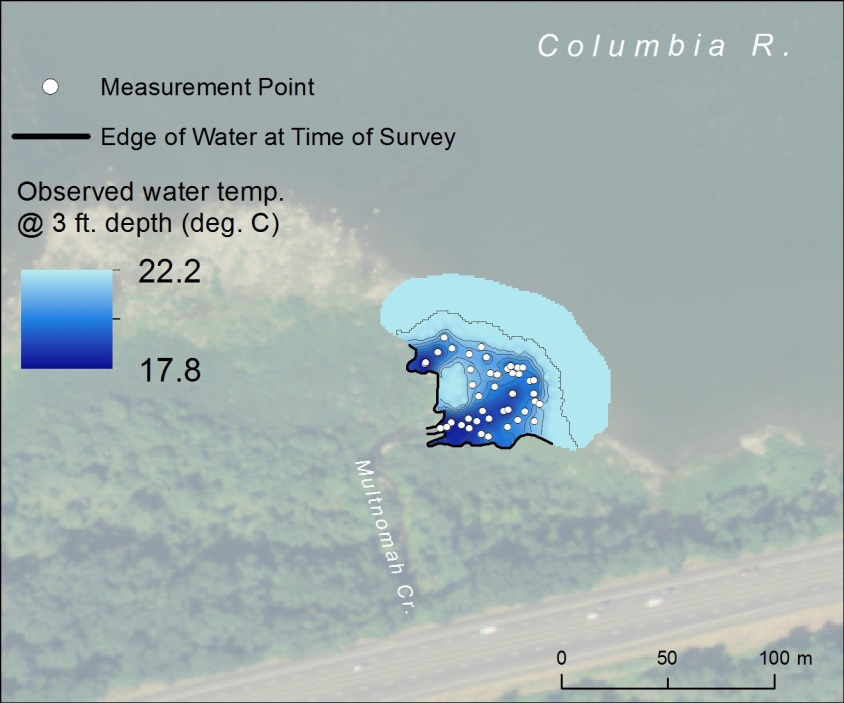 Columbia R.
Measurement Point
Edge of Water at Time of Survey
Observed water temp.
@ 3 ft. depth (deg. C)
22.2
17.8
Multnomah Cr.
0 50 100 m